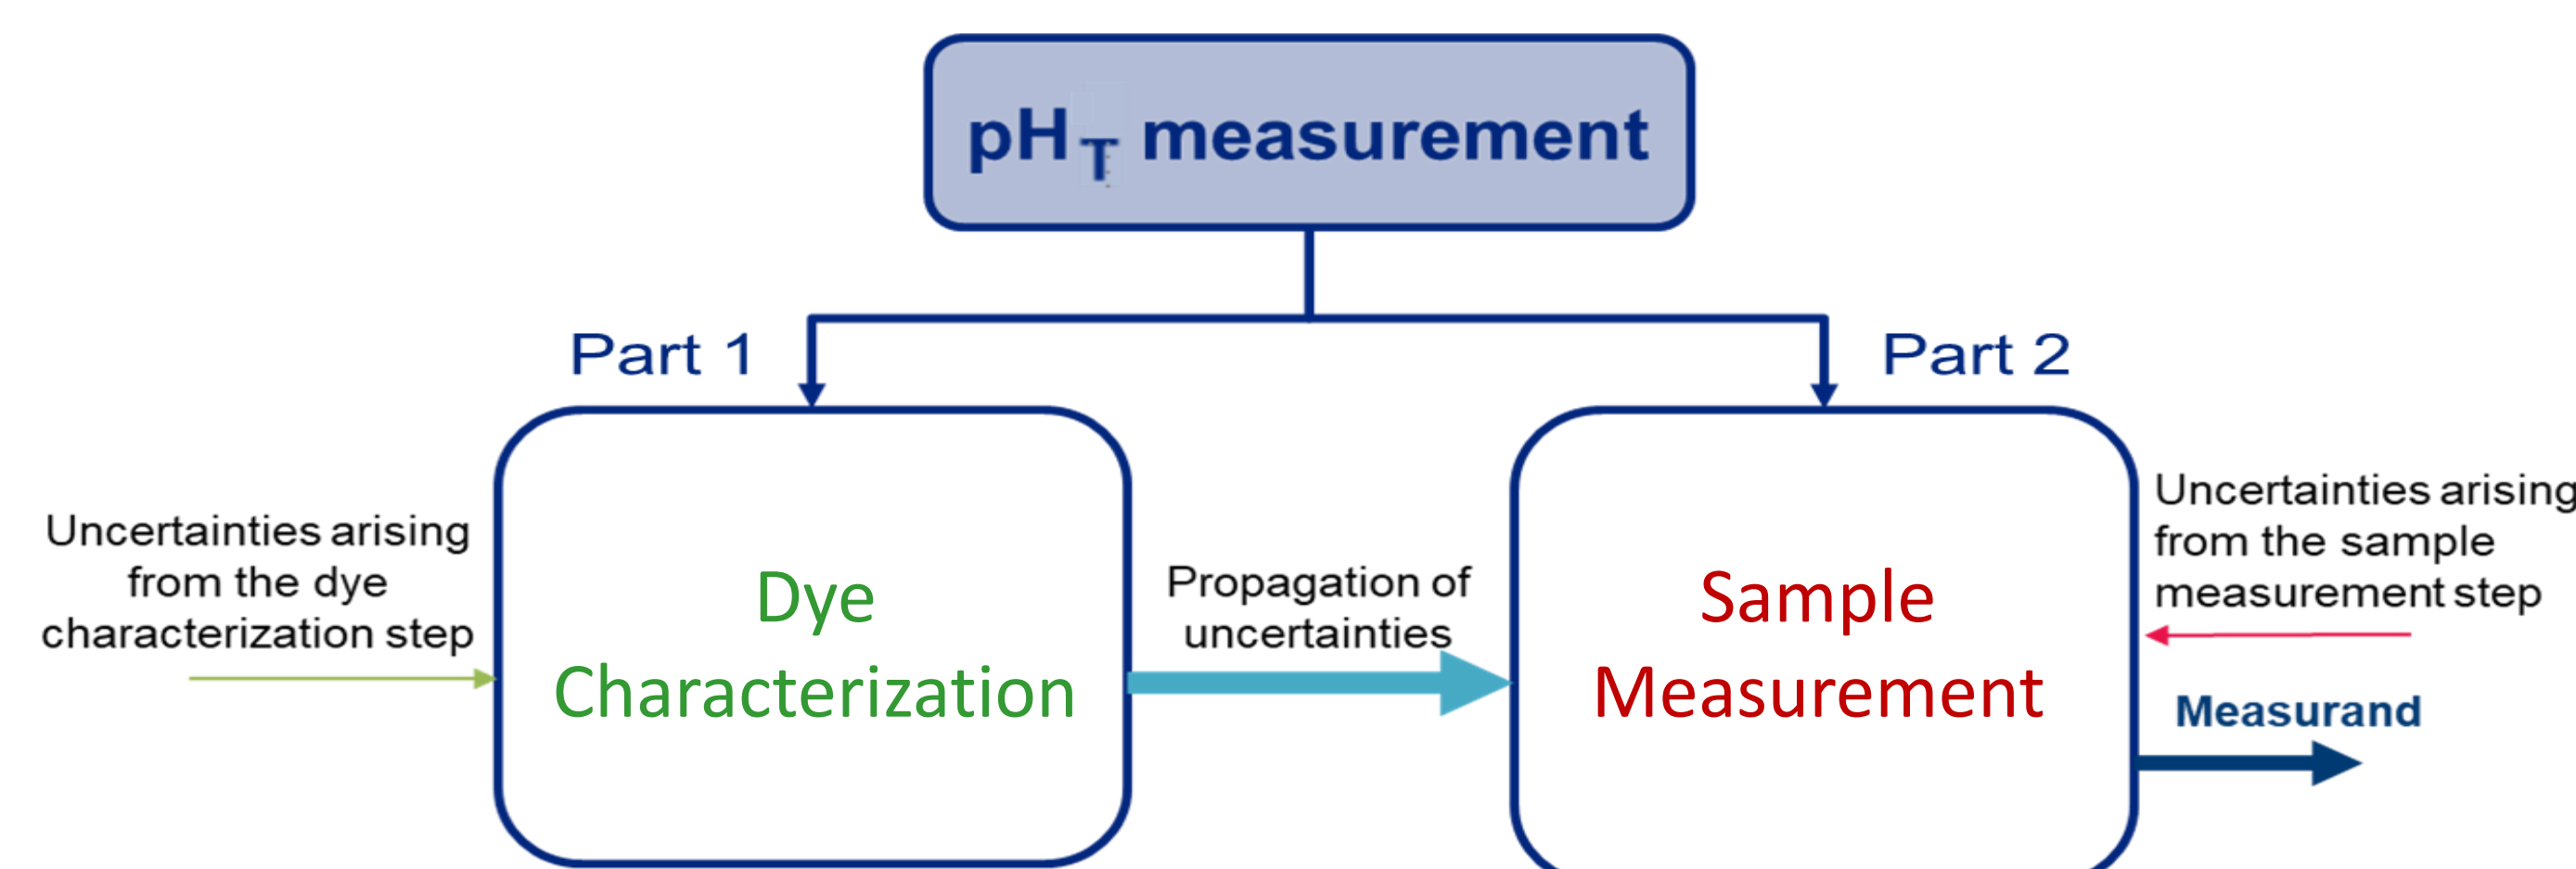 pHT measurement
Part 1
Part 2
Uncertainties arising
from the dye
characterization step
Dye
Characterization
Propagation of
uncertainties
Sample
Measurement
Uncertainties arising
from the sample
measurement step
Measurand